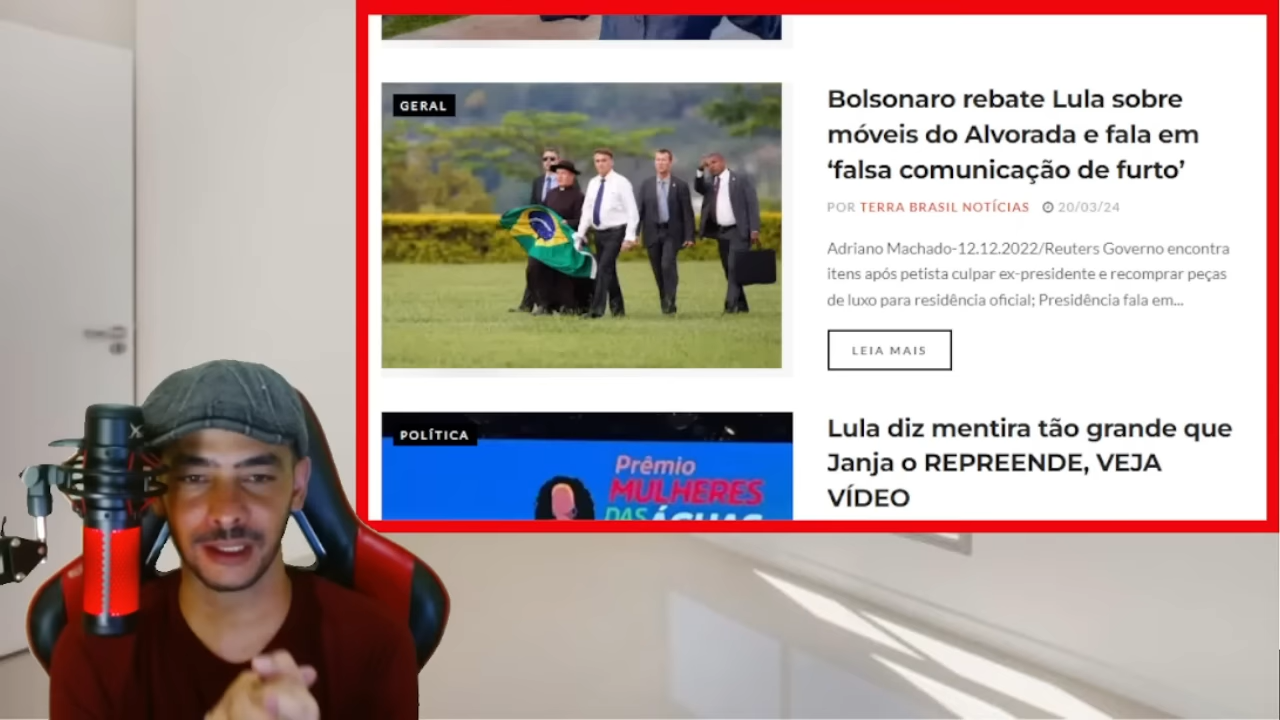 GERAL
Bolsonaro rebate Lula sobre
móveis do Alvorada e fala em
‘falsa comunicação de furto’
POR TERRA BRASIL NOTÍCIAS 20/03/24
Adriano Machado-12.12.2022/Reuters Governo encontra
itens após petista culpar ex-presidente e recomprar peças
de luxo para residência oficial; Presidência fala em...
LEIA MAIS
POLÍTICA
Prêmio
MULHERES
DAS ÁGUAS
Lula diz mentira tão grande que
Janja o REPREENDE, VEJA
VÍDEO